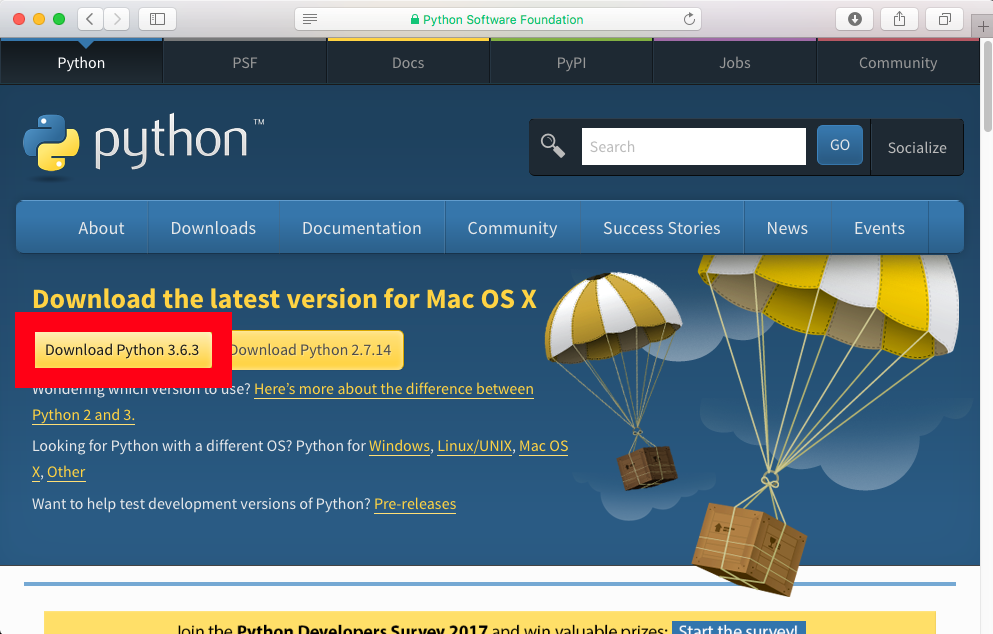 Python Software Foundation
Python PSF Docs PyPI Jobs Community
python™
Search GO Socialize
About Downloads Documentation Community Success Stories News Events
Download the latest version for Mac OS X
Download Python 3.6.3 Download Python 2.7.14
Wondering which version to use? Here's more about the difference between
Python 2 and 3.
Looking for Python with a different OS? Python for Windows, Linux/UNIX, Mac OS
X, Other
Want to help test development versions of Python? Pre-releases
Join the Python Developers Survey 2017 and win valuable prizes: Start the survey!